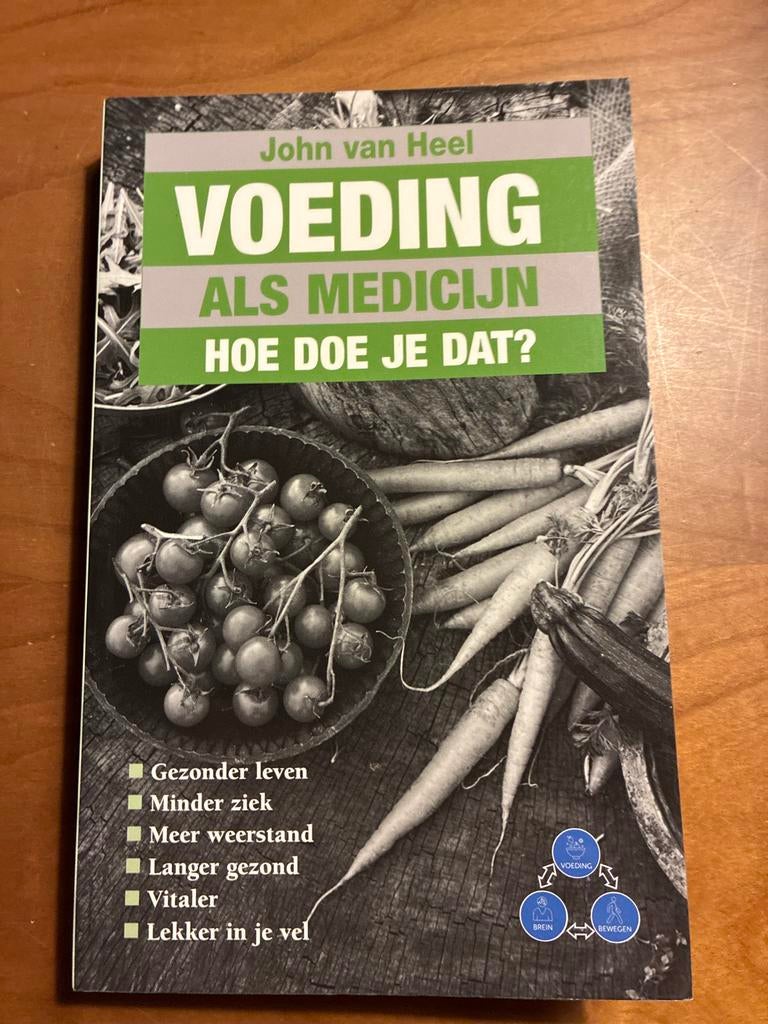 John van Heel
VOEDING
ALS MEDICIJN
HOE DOE JE DAT?
Gezonder leven
Minder ziek
Meer weerstand
Langer gezond
Vitaler
Lekker in je vel
VOEDING
BREIN
BEWEGEN